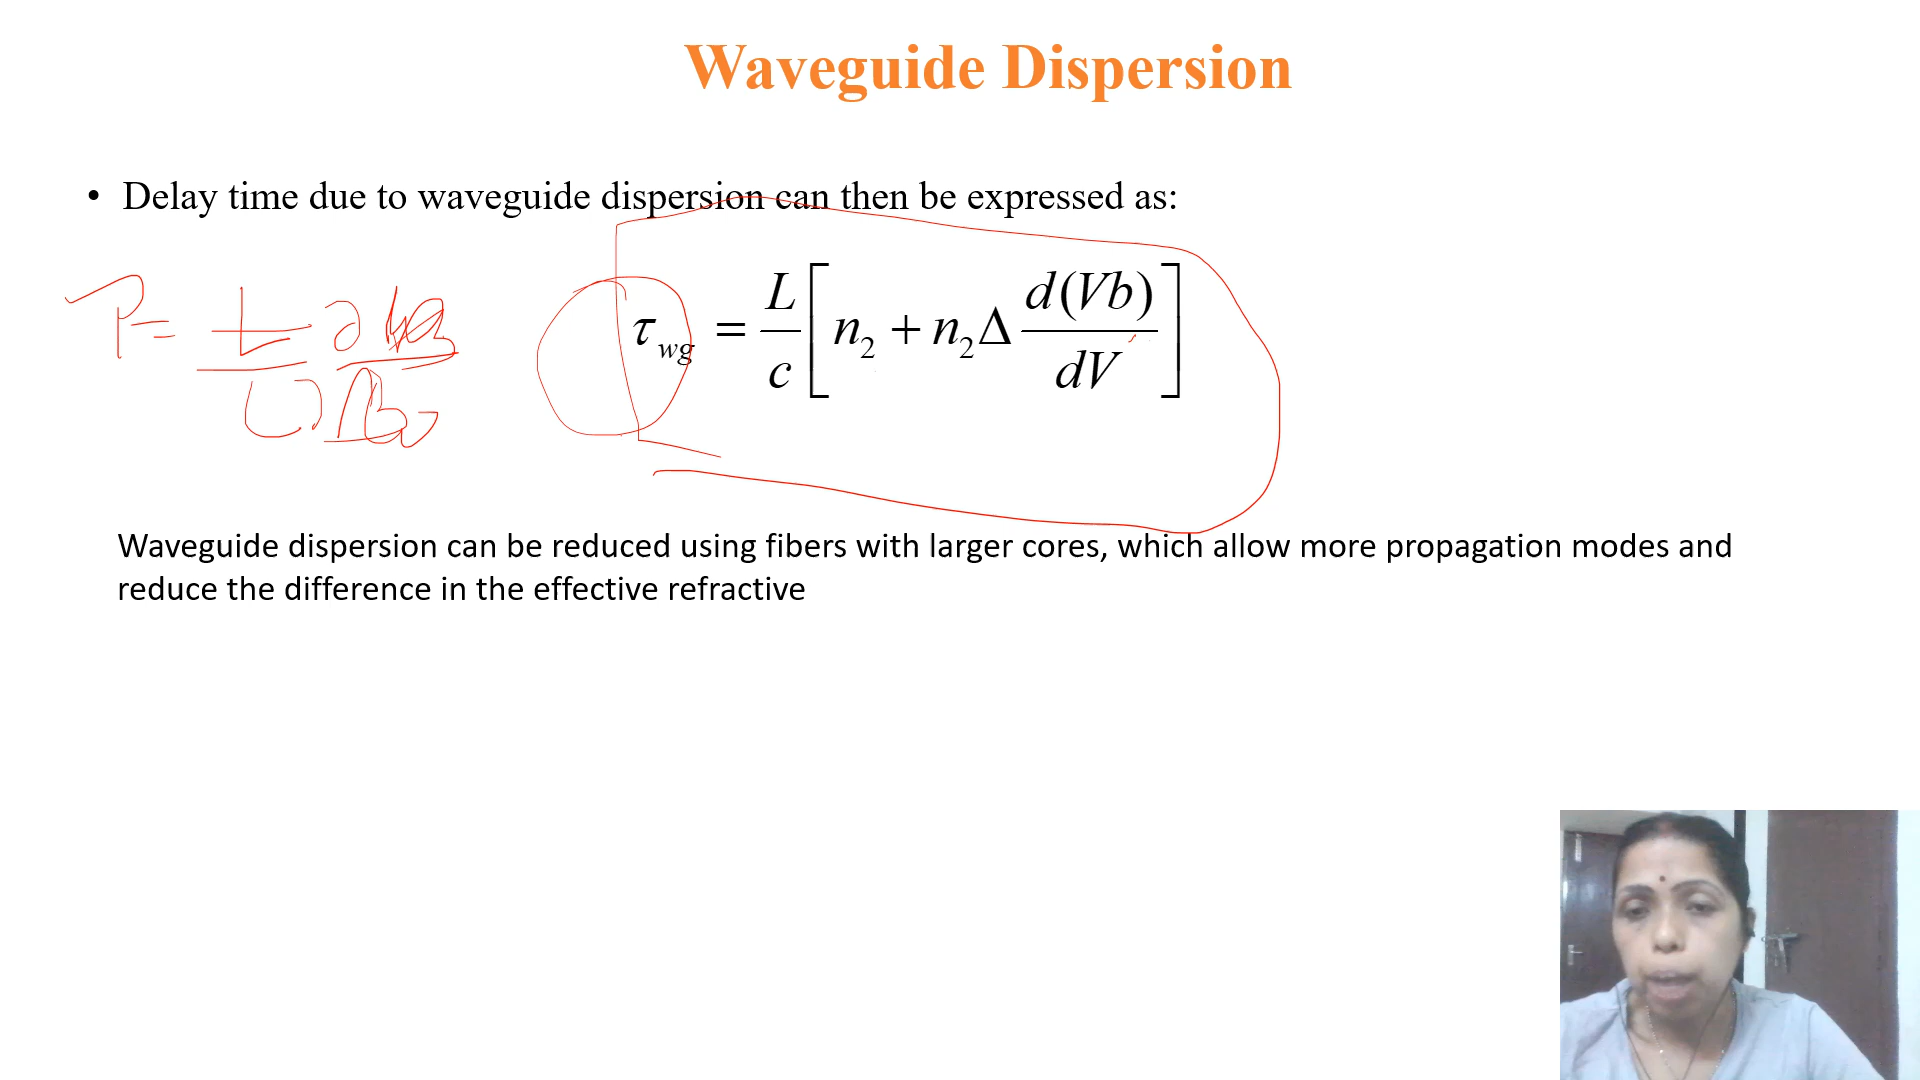 Waveguide Dispersion
• Delay time due to waveguide dispersion can then be expressed as:
τ_wg = L/c [ n₂ + n₂Δ d(Vb)/dV ]
Waveguide dispersion can be reduced using fibers with larger cores, which allow more propagation modes and
reduce the difference in the effective refractive